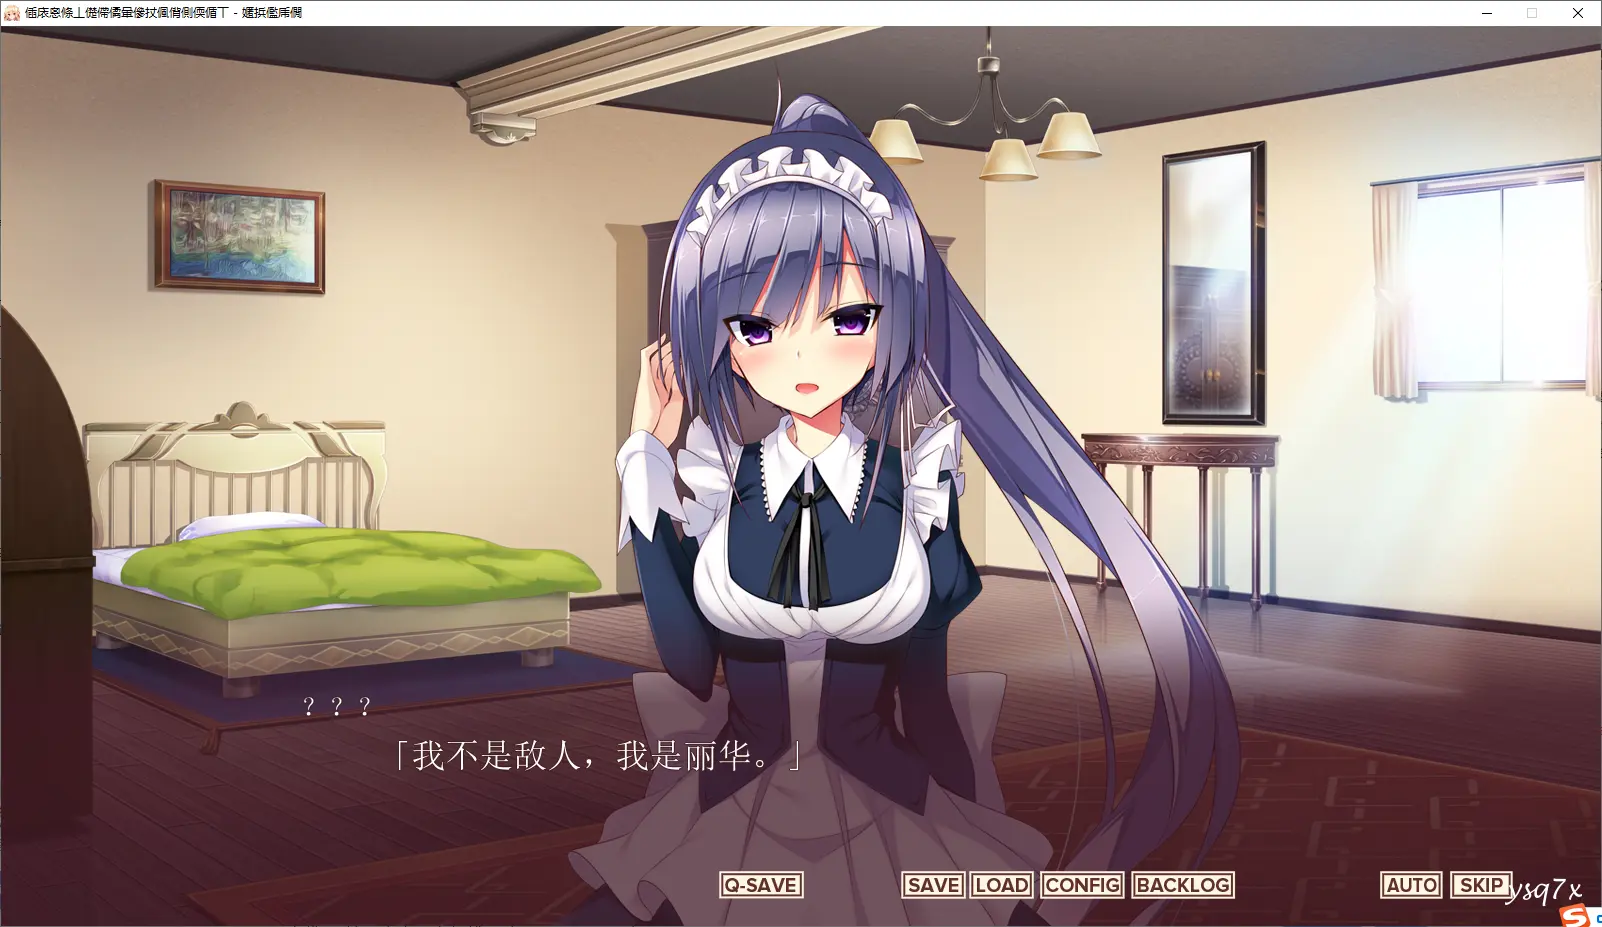 ？？？
「我不是敌人，我是丽华。」
Q-SAVE
SAVE
LOAD
CONFIG
BACKLOG
AUTO
SKIP
ysq7x